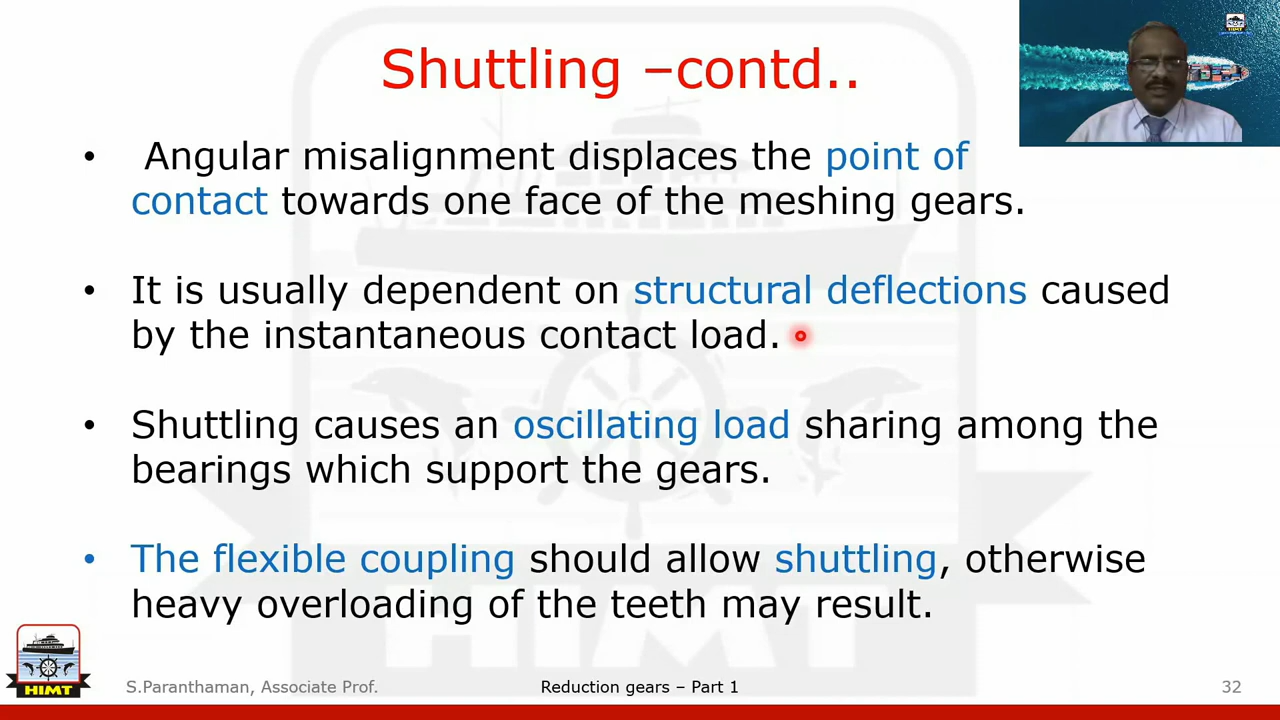 Shuttling –contd..
HIMT
• Angular misalignment displaces the point of
contact towards one face of the meshing gears.
• It is usually dependent on structural deflections caused
by the instantaneous contact load.
• Shuttling causes an oscillating load sharing among the
bearings which support the gears.
• The flexible coupling should allow shuttling, otherwise
heavy overloading of the teeth may result.
HIMT
HIMT
S.Paranthaman, Associate Prof.
Reduction gears – Part 1
32